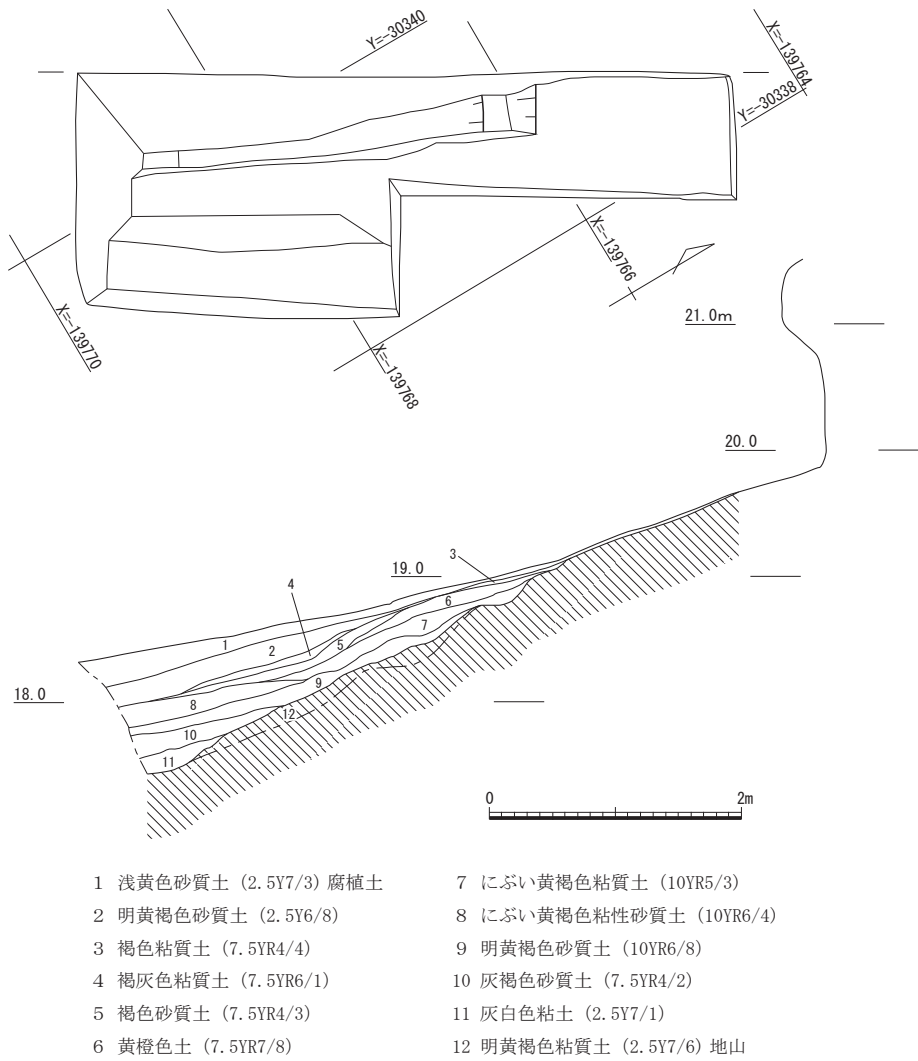 Y=-30340
X=-139764
Y=-30338
X=-139766
X=-139770
X=-139768
21.0m
20.0
3
19.0
4
6
7
1
2
5
18.0
8
9
10
12
11
0 2m
1 浅黄色砂質土 (2.5Y7/3) 腐植土
2 明黄褐色砂質土 (2.5Y6/8)
3 褐色粘質土 (7.5YR4/4)
4 褐灰色粘質土 (7.5YR6/1)
5 褐色砂質土 (7.5YR4/3)
6 黄橙色土 (7.5YR7/8)
7 にぶい黄褐色粘質土 (10YR5/3)
8 にぶい黄褐色粘性砂質土 (10YR6/4)
9 明黄褐色砂質土 (10YR6/8)
10 灰褐色砂質土 (7.5YR4/2)
11 灰白色粘土 (2.5Y7/1)
12 明黄褐色粘質土 (2.5Y7/6) 地山